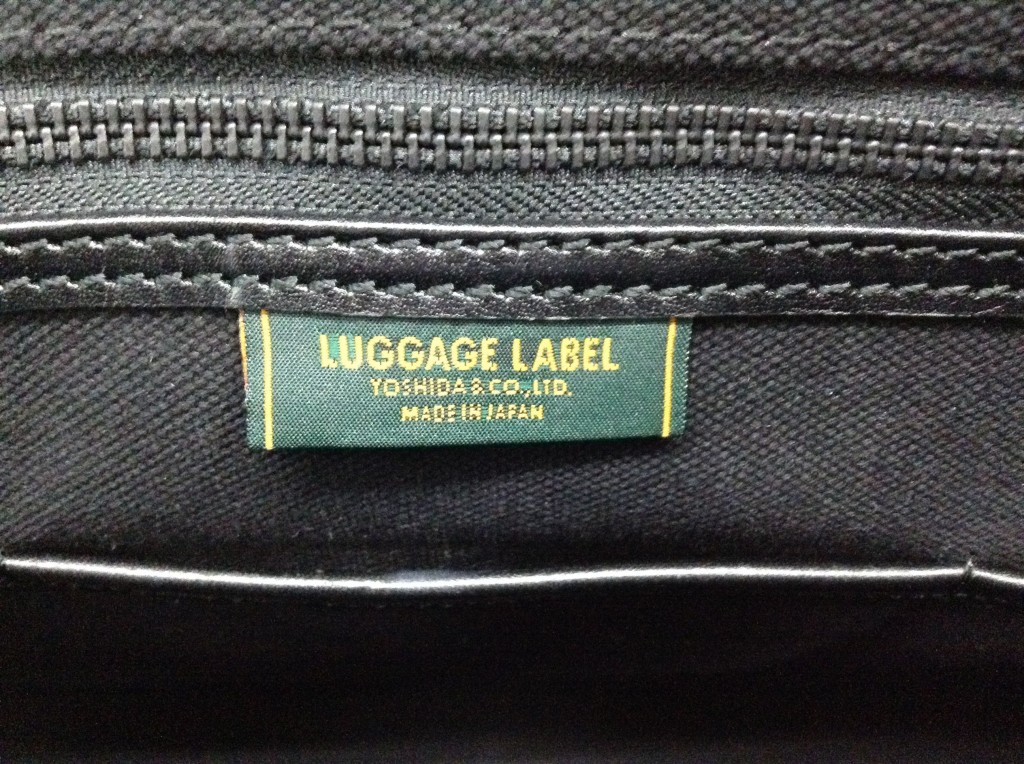 LUGGAGE LABEL
YOSHIDA & CO., LTD.
MADE IN JAPAN